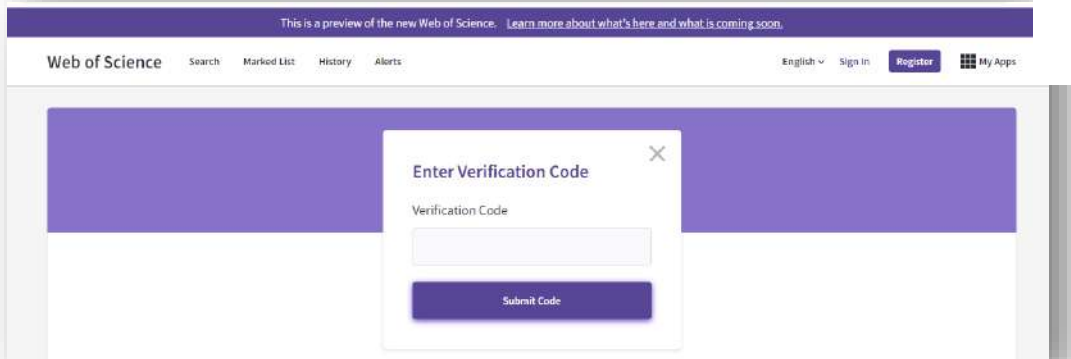 This is a preview of the new Web of Science. Learn more about what's here and what is coming soon.
Web of Science Search Marked List History Alerts English Sign In Register My Apps
Enter Verification Code
Verification Code
Submit Code